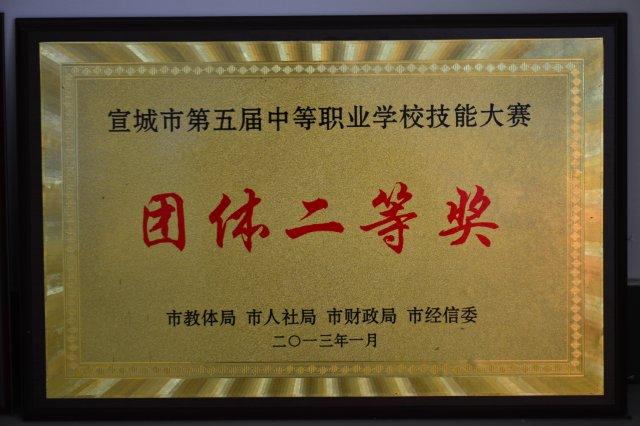 宣城市第五届中等职业学校技能大赛
团体二等奖
市教体局 市人社局 市财政局 市经信委
二〇一三年一月